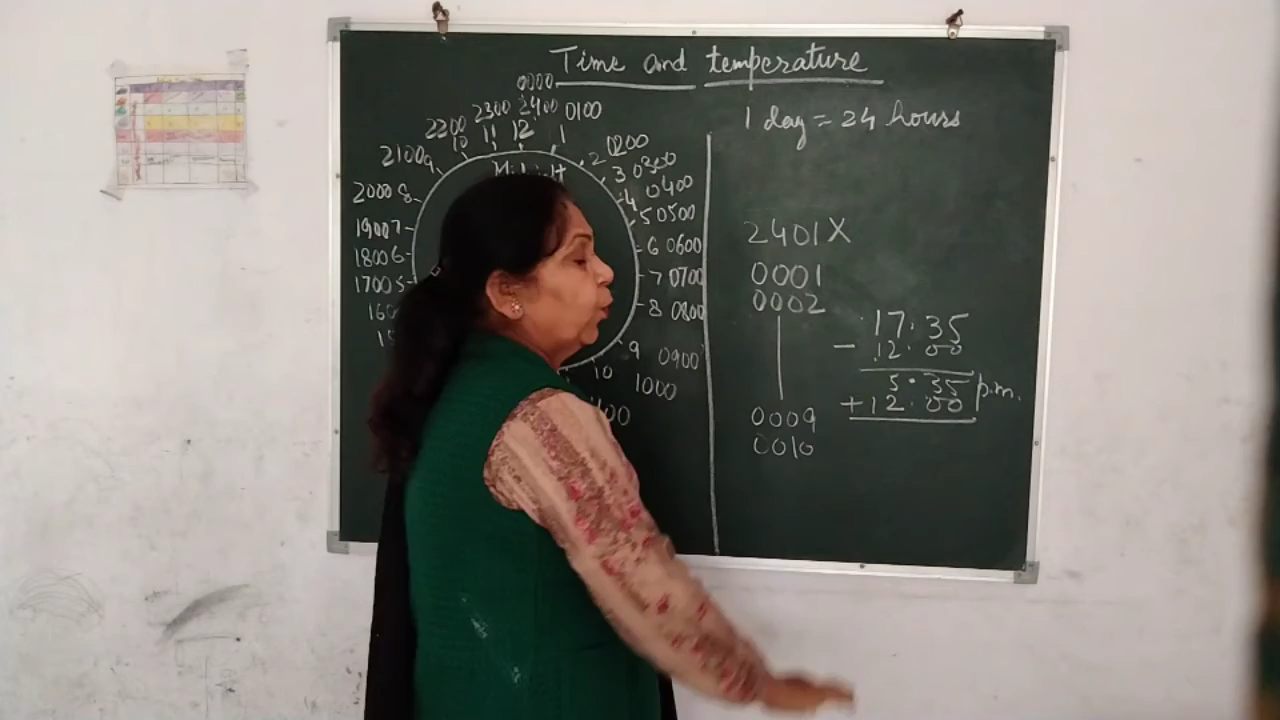 Time and temperature
0000
2300 2400 0100
2200 11 12 1
10
2100 9 2 0200
3 0300
2000 8 4 0400
5 0500
1900 7
1800 6 6 0600
1700 5 7 0700
8 0800
9 0900
10 1000
1 day = 24 hours
2401X
0001
0002
0009
0010
17:35
- 12:00
5:35 p.m.
+12:00